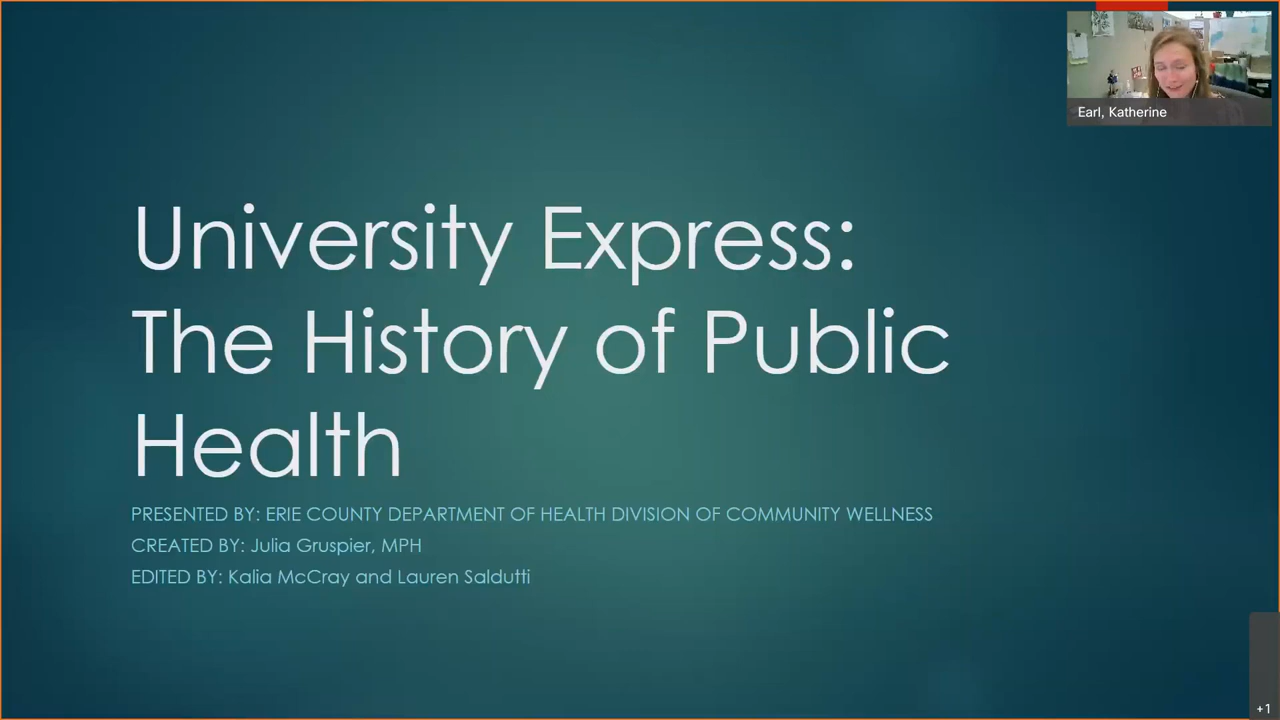 Earl, Katherine
University Express:
The History of Public
Health
PRESENTED BY: ERIE COUNTY DEPARTMENT OF HEALTH DIVISION OF COMMUNITY WELLNESS
CREATED BY: Julia Gruspier, MPH
EDITED BY: Kalia McCray and Lauren Saldutti
+1